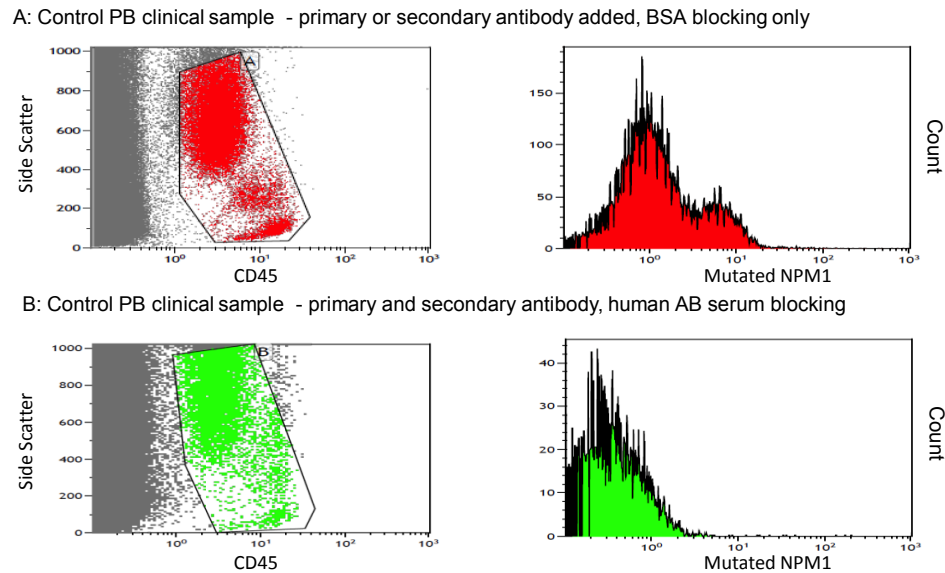 A: Control PB clinical sample - primary or secondary antibody added, BSA blocking only
1000
800
600
400
200
0
Side Scatter
A
10⁰ 10¹ 10² 10³
CD45
150
100
50
0
Count
10⁰ 10¹ 10² 10³
Mutated NPM1
B: Control PB clinical sample - primary and secondary antibody, human AB serum blocking
1000
800
600
400
200
0
Side Scatter
B
10⁰ 10¹ 10² 10³
CD45
40
30
20
10
0
Count
10⁰ 10¹ 10² 10³
Mutated NPM1